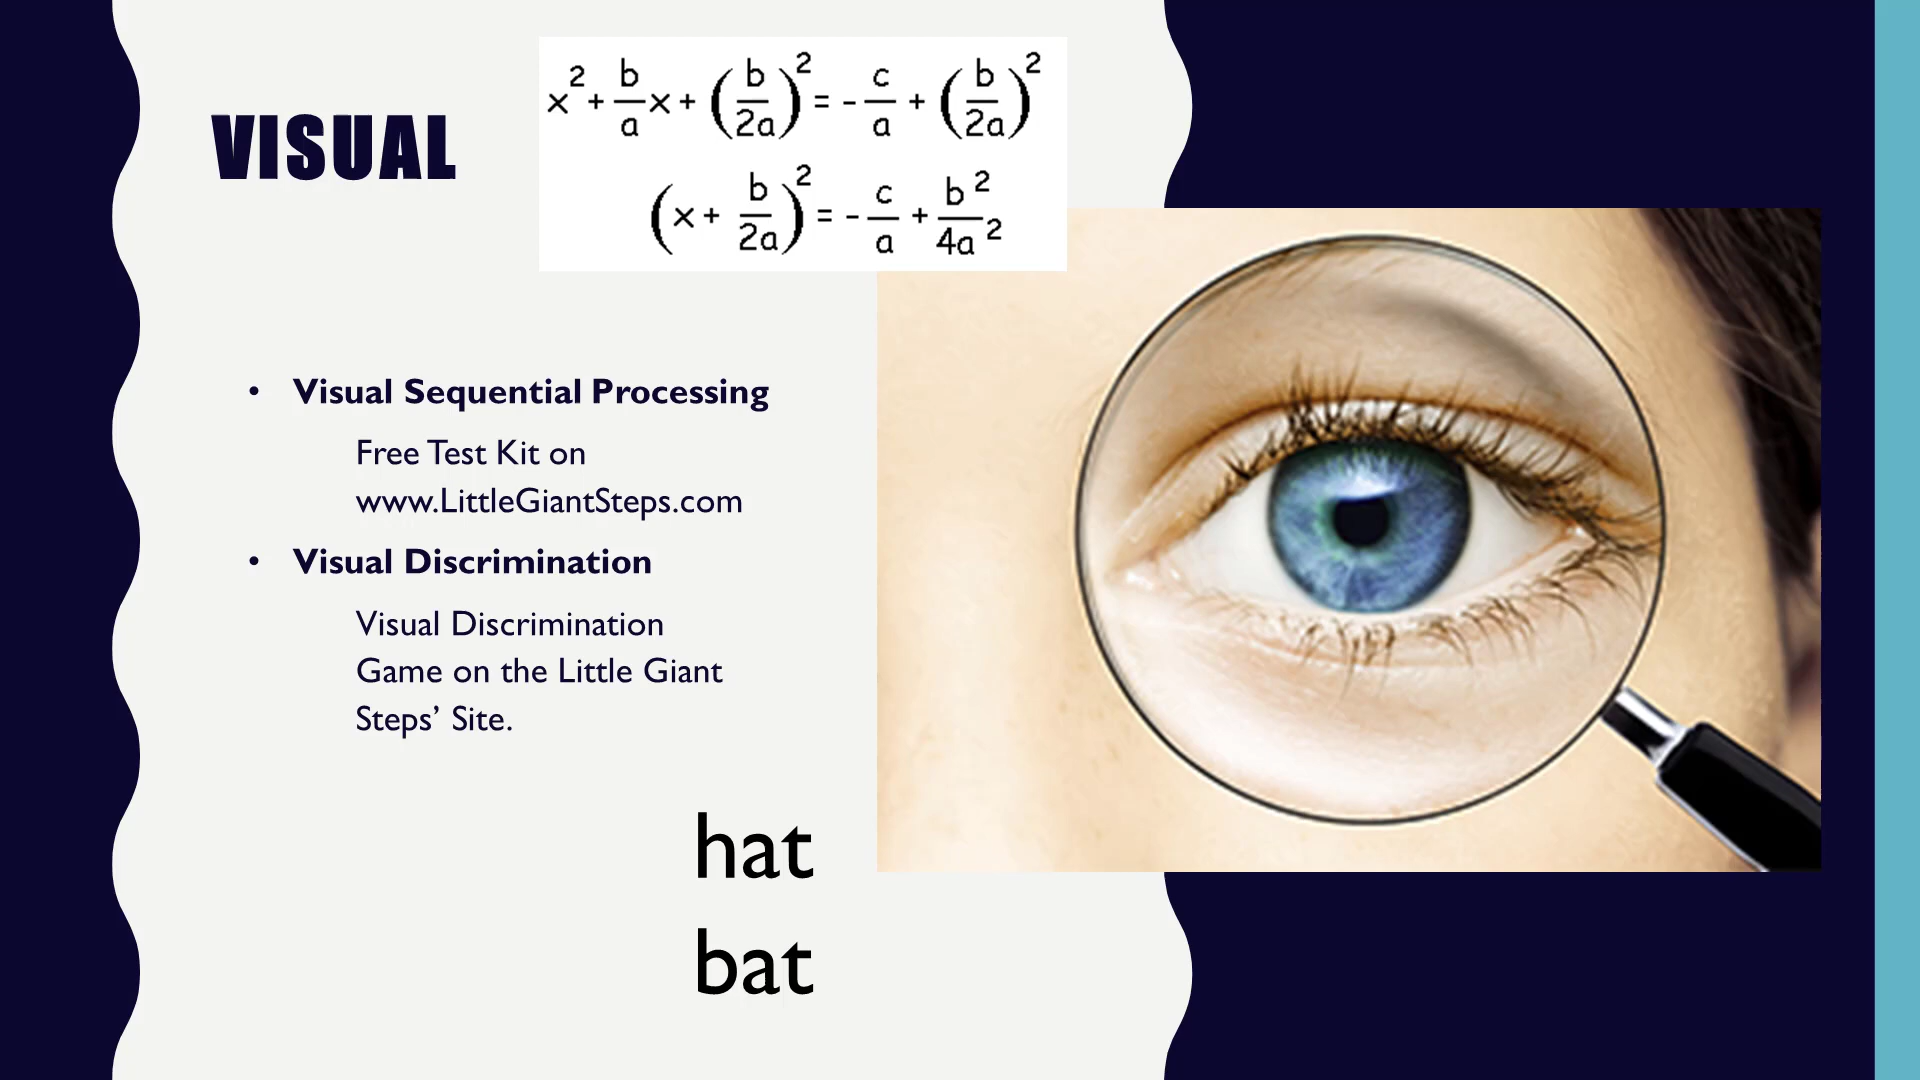 VISUAL
x² + b/a x + (b/2a)² = - c/a + (b/2a)²
(x + b/2a)² = - c/a + b²/4a²
• Visual Sequential Processing
Free Test Kit on
www.LittleGiantSteps.com
• Visual Discrimination
Visual Discrimination
Game on the Little Giant
Steps’ Site.
hat
bat